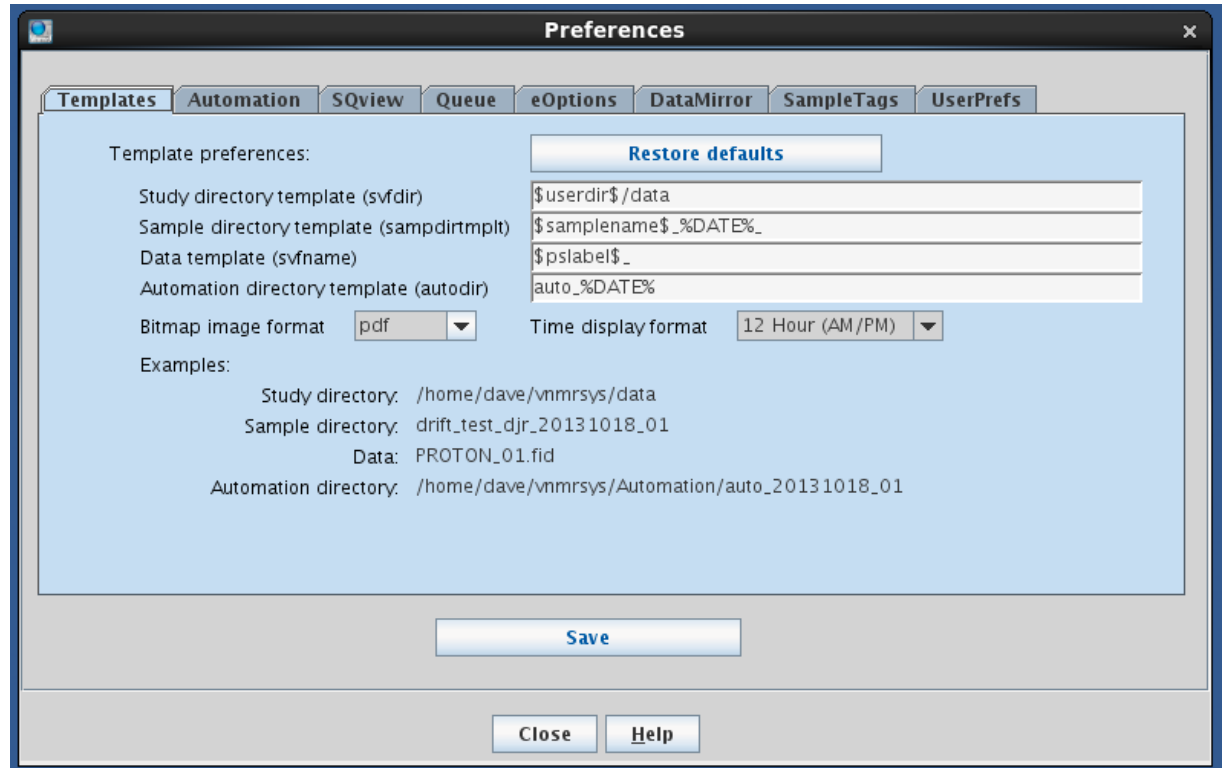 Preferences
Templates Automation SQview Queue eOptions DataMirror SampleTags UserPrefs
Template preferences: Restore defaults
Study directory template (svfdir) $userdir$/data
Sample directory template (sampdirtmplt) $samplename$_%DATE%_
Data template (svfname) $pslabel$_
Automation directory template (autodir) auto_%DATE%
Bitmap image format pdf Time display format 12 Hour (AM/PM)
Examples:
Study directory: /home/dave/vnmrsys/data
Sample directory: drift_test_djr_20131018_01
Data: PROTON_01.fid
Automation directory: /home/dave/vnmrsys/Automation/auto_20131018_01
Save
Close Help